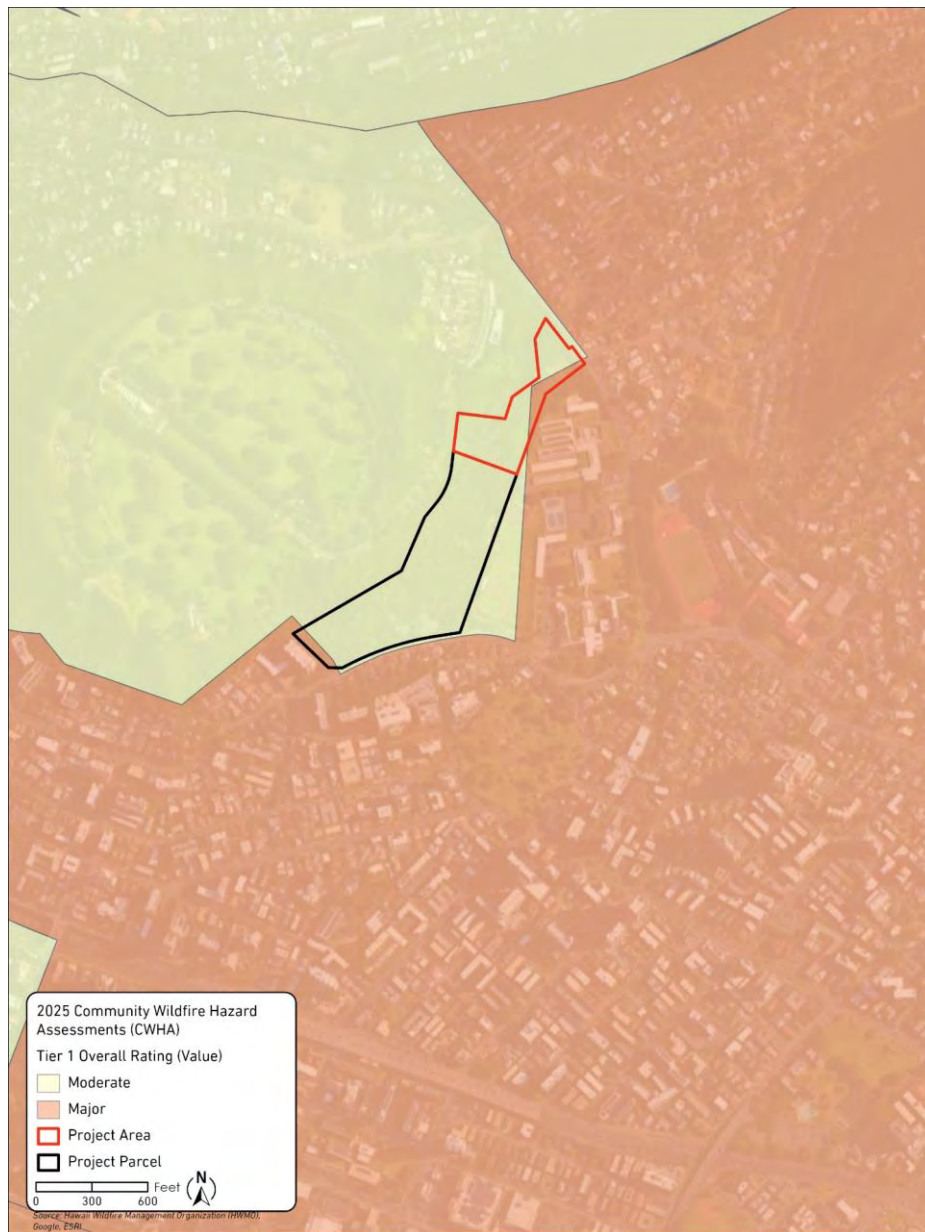 2025 Community Wildfire Hazard
Assessments (CWHA)
Tier 1 Overall Rating (Value)
Moderate
Major
Project Area
Project Parcel
Feet
N
0 300 600
Source: Hawaii Wildfire Management Organization (HWMO),
Google, ESRI